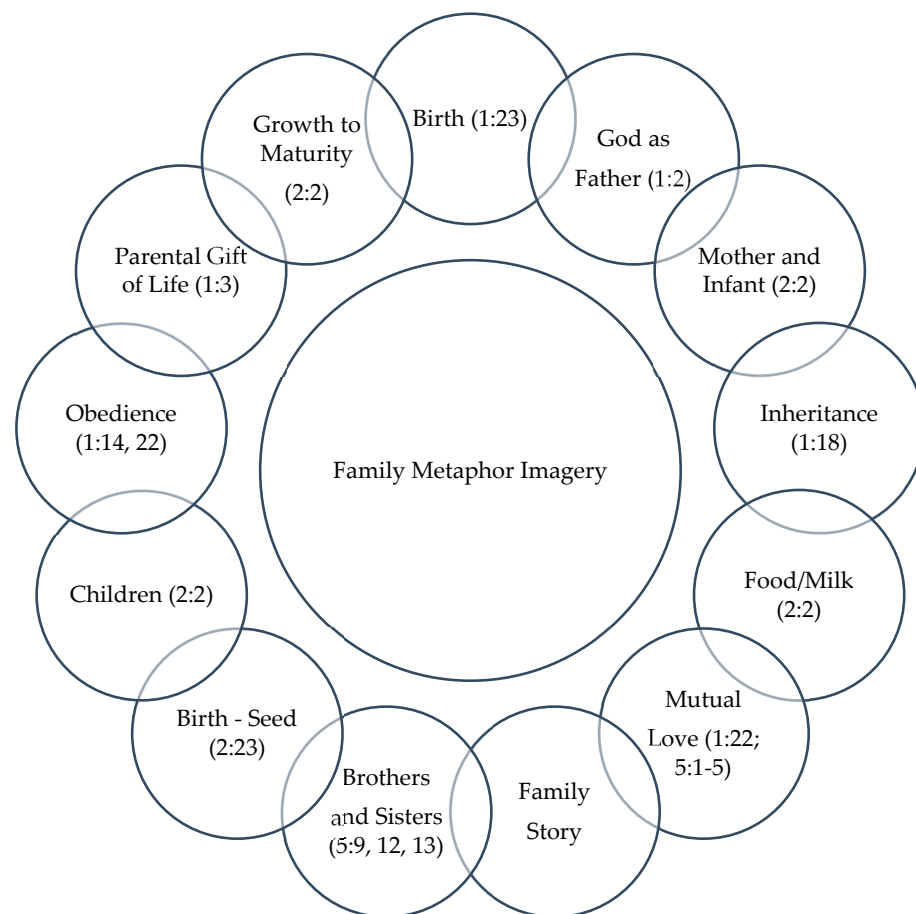 Birth (1:23)
God as
Father (1:2)
Mother and
Infant (2:2)
Inheritance
(1:18)
Food/Milk
(2:2)
Mutual
Love (1:22;
5:1-5)
Family
Story
Brothers
and Sisters
(5:9, 12, 13)
Birth - Seed
(2:23)
Children (2:2)
Obedience
(1:14, 22)
Parental Gift
of Life (1:3)
Growth to
Maturity
(2:2)
Family Metaphor Imagery